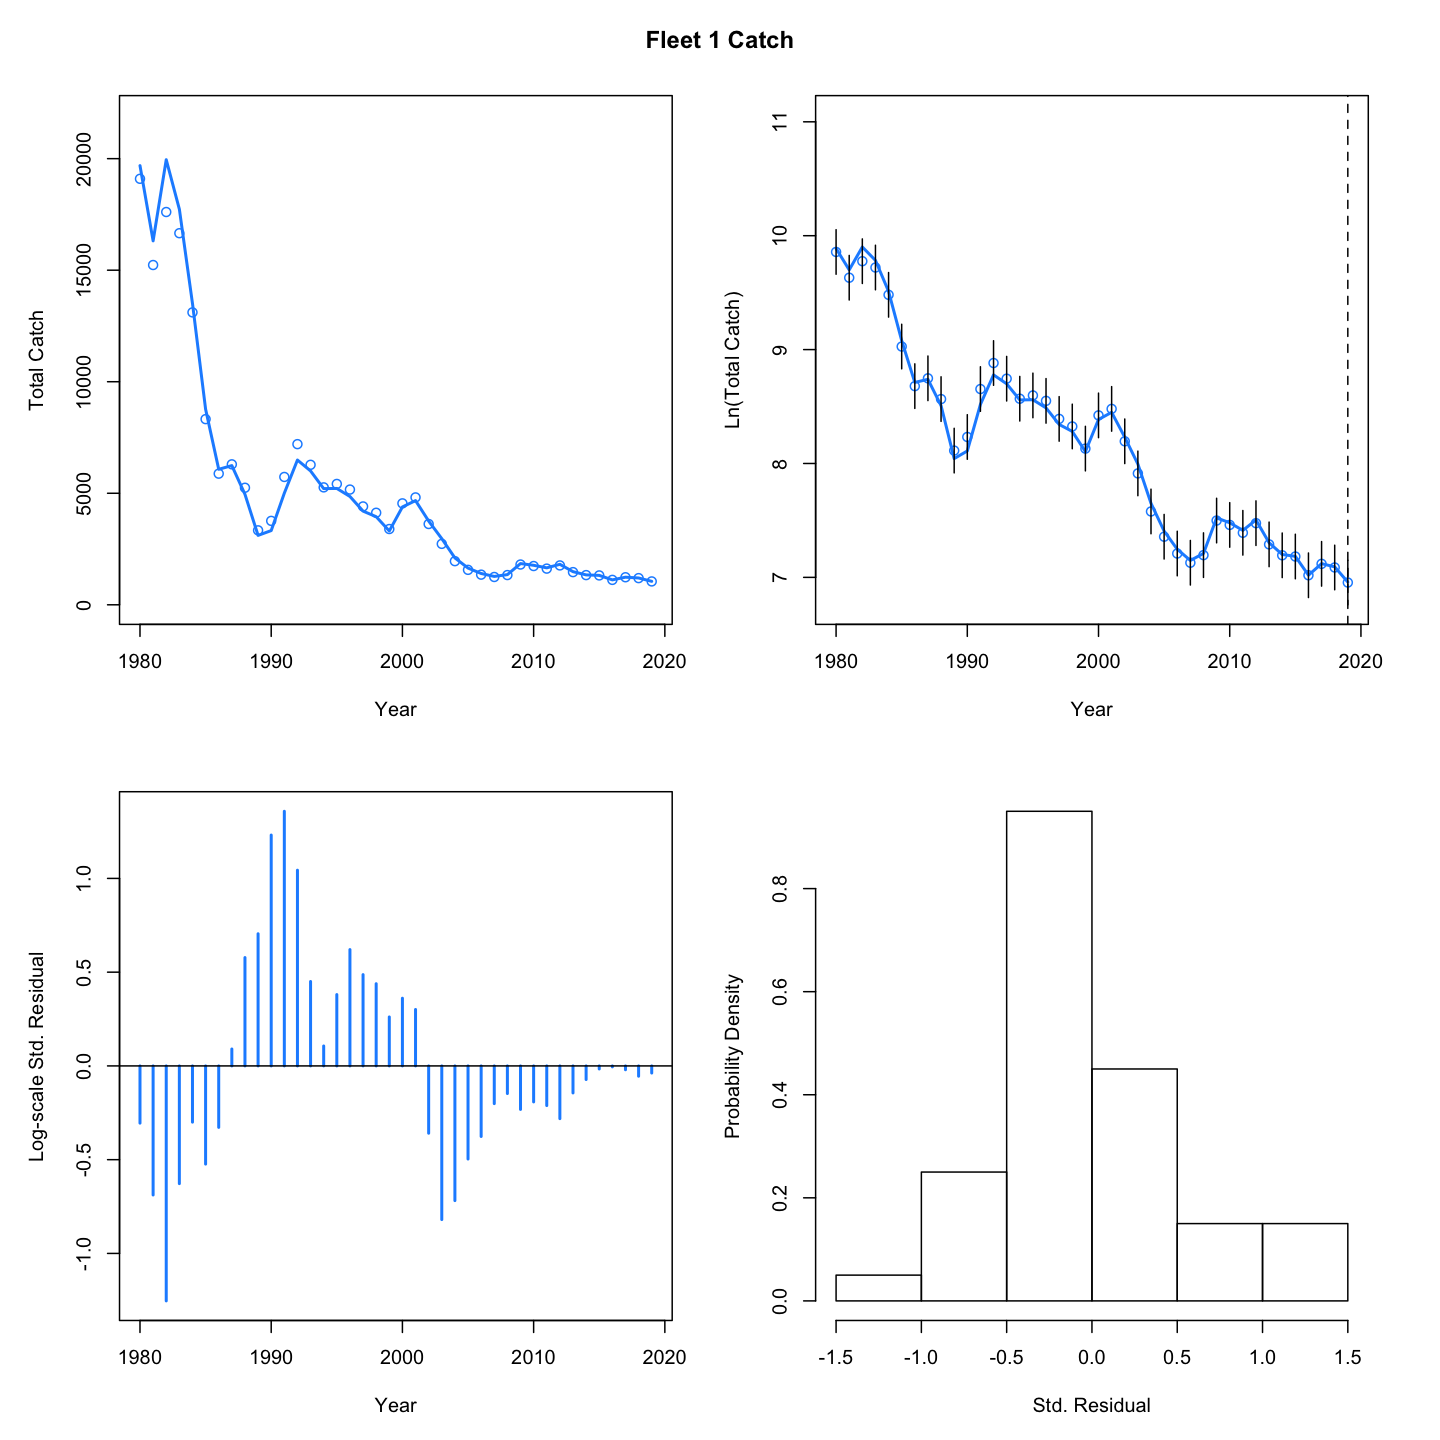 Fleet 1 Catch
Total Catch
20000
15000
10000
5000
0
1980 1990 2000 2010 2020
Year
Ln(Total Catch)
11
10
9
8
7
1980 1990 2000 2010 2020
Year
Log-scale Std. Residual
1.0
0.5
0.0
-0.5
-1.0
1980 1990 2000 2010 2020
Year
Probability Density
0.8
0.6
0.4
0.2
0.0
-1.5 -1.0 -0.5 0.0 0.5 1.0 1.5
Std. Residual